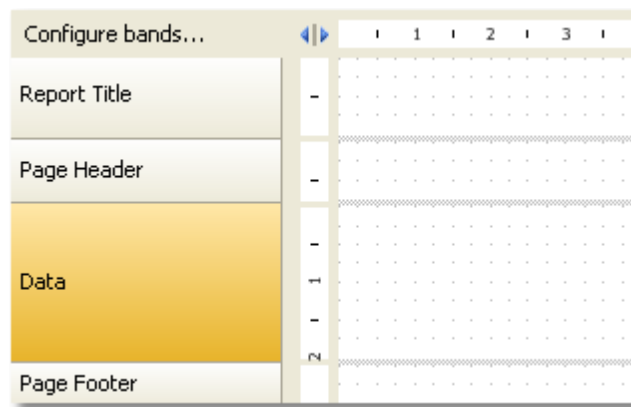 Configure bands...
1 2 3
Report Title
Page Header
Data
1
2
Page Footer